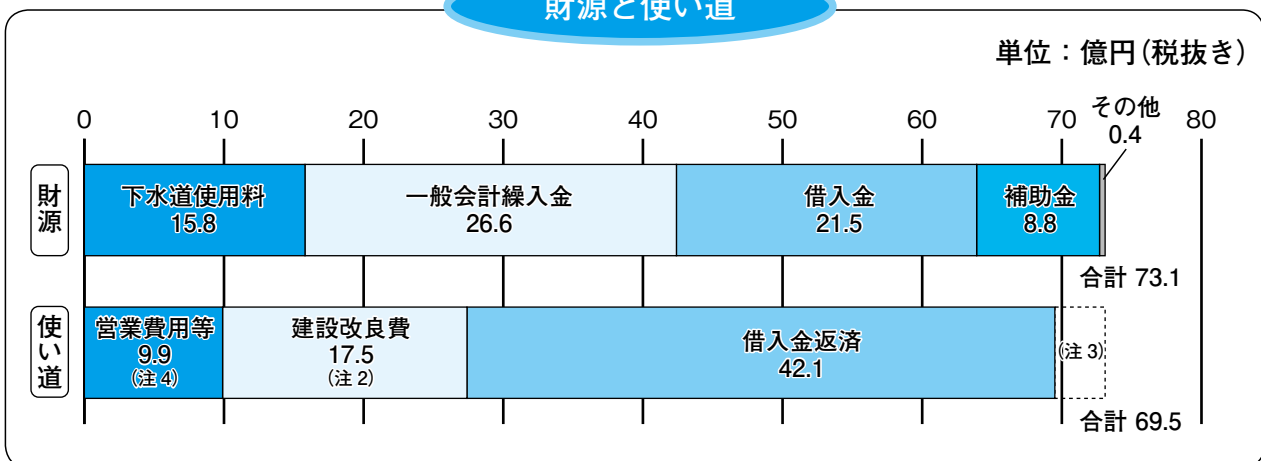 財源と使い道
単位：億円（税抜き）
0 10 20 30 40 50 60 70 80
その他
0.4
財源
下水道使用料
15.8
一般会計繰入金
26.6
借入金
21.5
補助金
8.8
合計 73.1
使い道
営業費用等
9.9
（注4）
建設改良費
17.5
（注2）
借入金返済
42.1
（注3）
合計 69.5